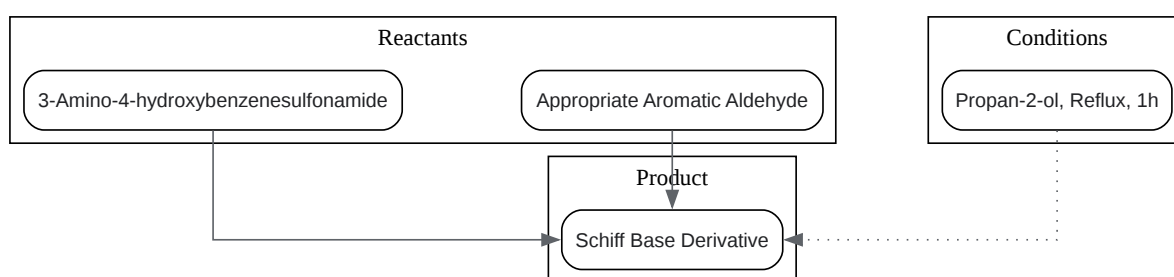 Reactants
Conditions
3-Amino-4-hydroxybenzenesulfonamide
Appropriate Aromatic Aldehyde
Propan-2-ol, Reflux, 1h
Product
Schiff Base Derivative